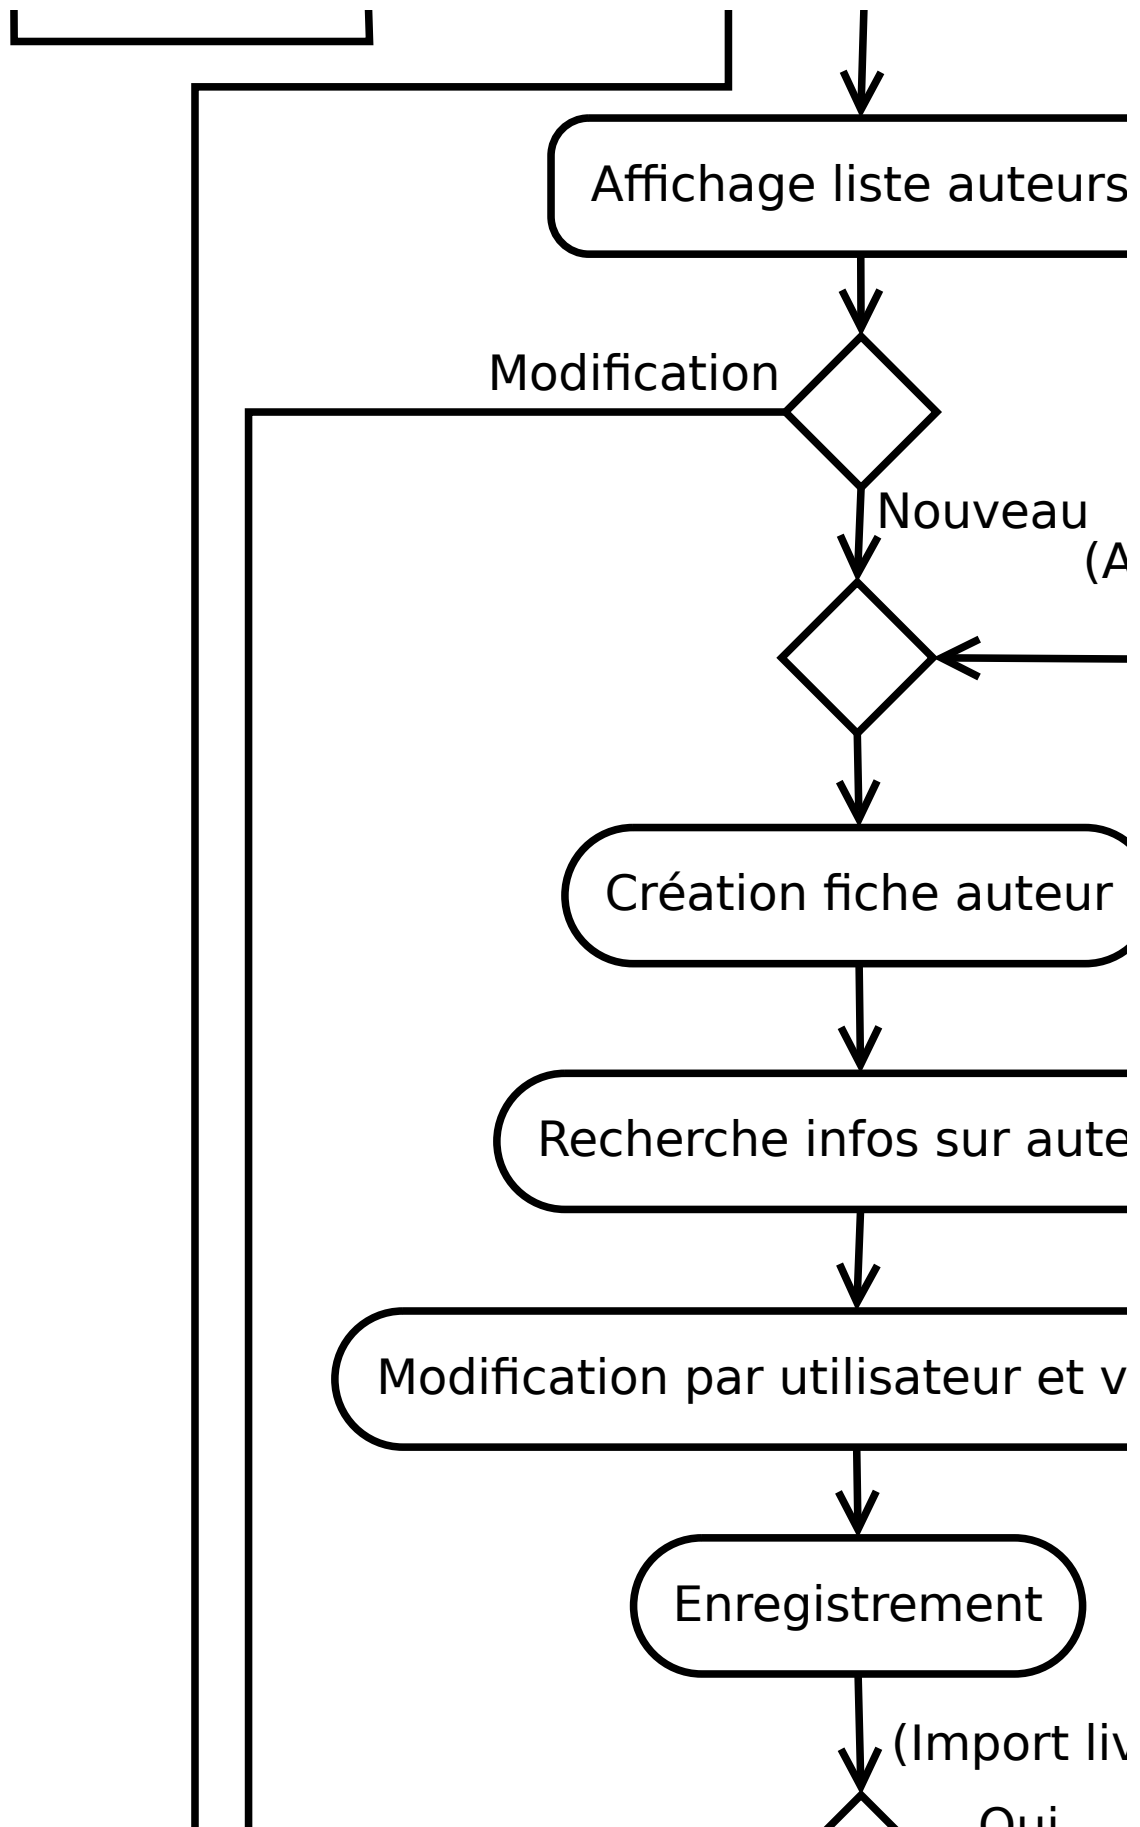 Affichage liste auteurs
Modification
Nouveau
(A
Création fiche auteur
Recherche infos sur aute
Modification par utilisateur et v
Enregistrement
(Import liv
Oui